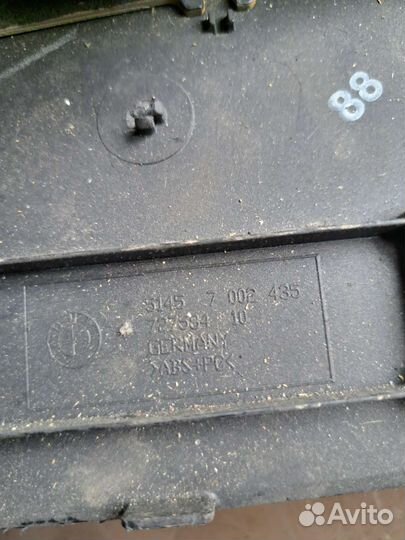 88
5145 7 002 435
GERMANY
>ABS+PC<
Avito